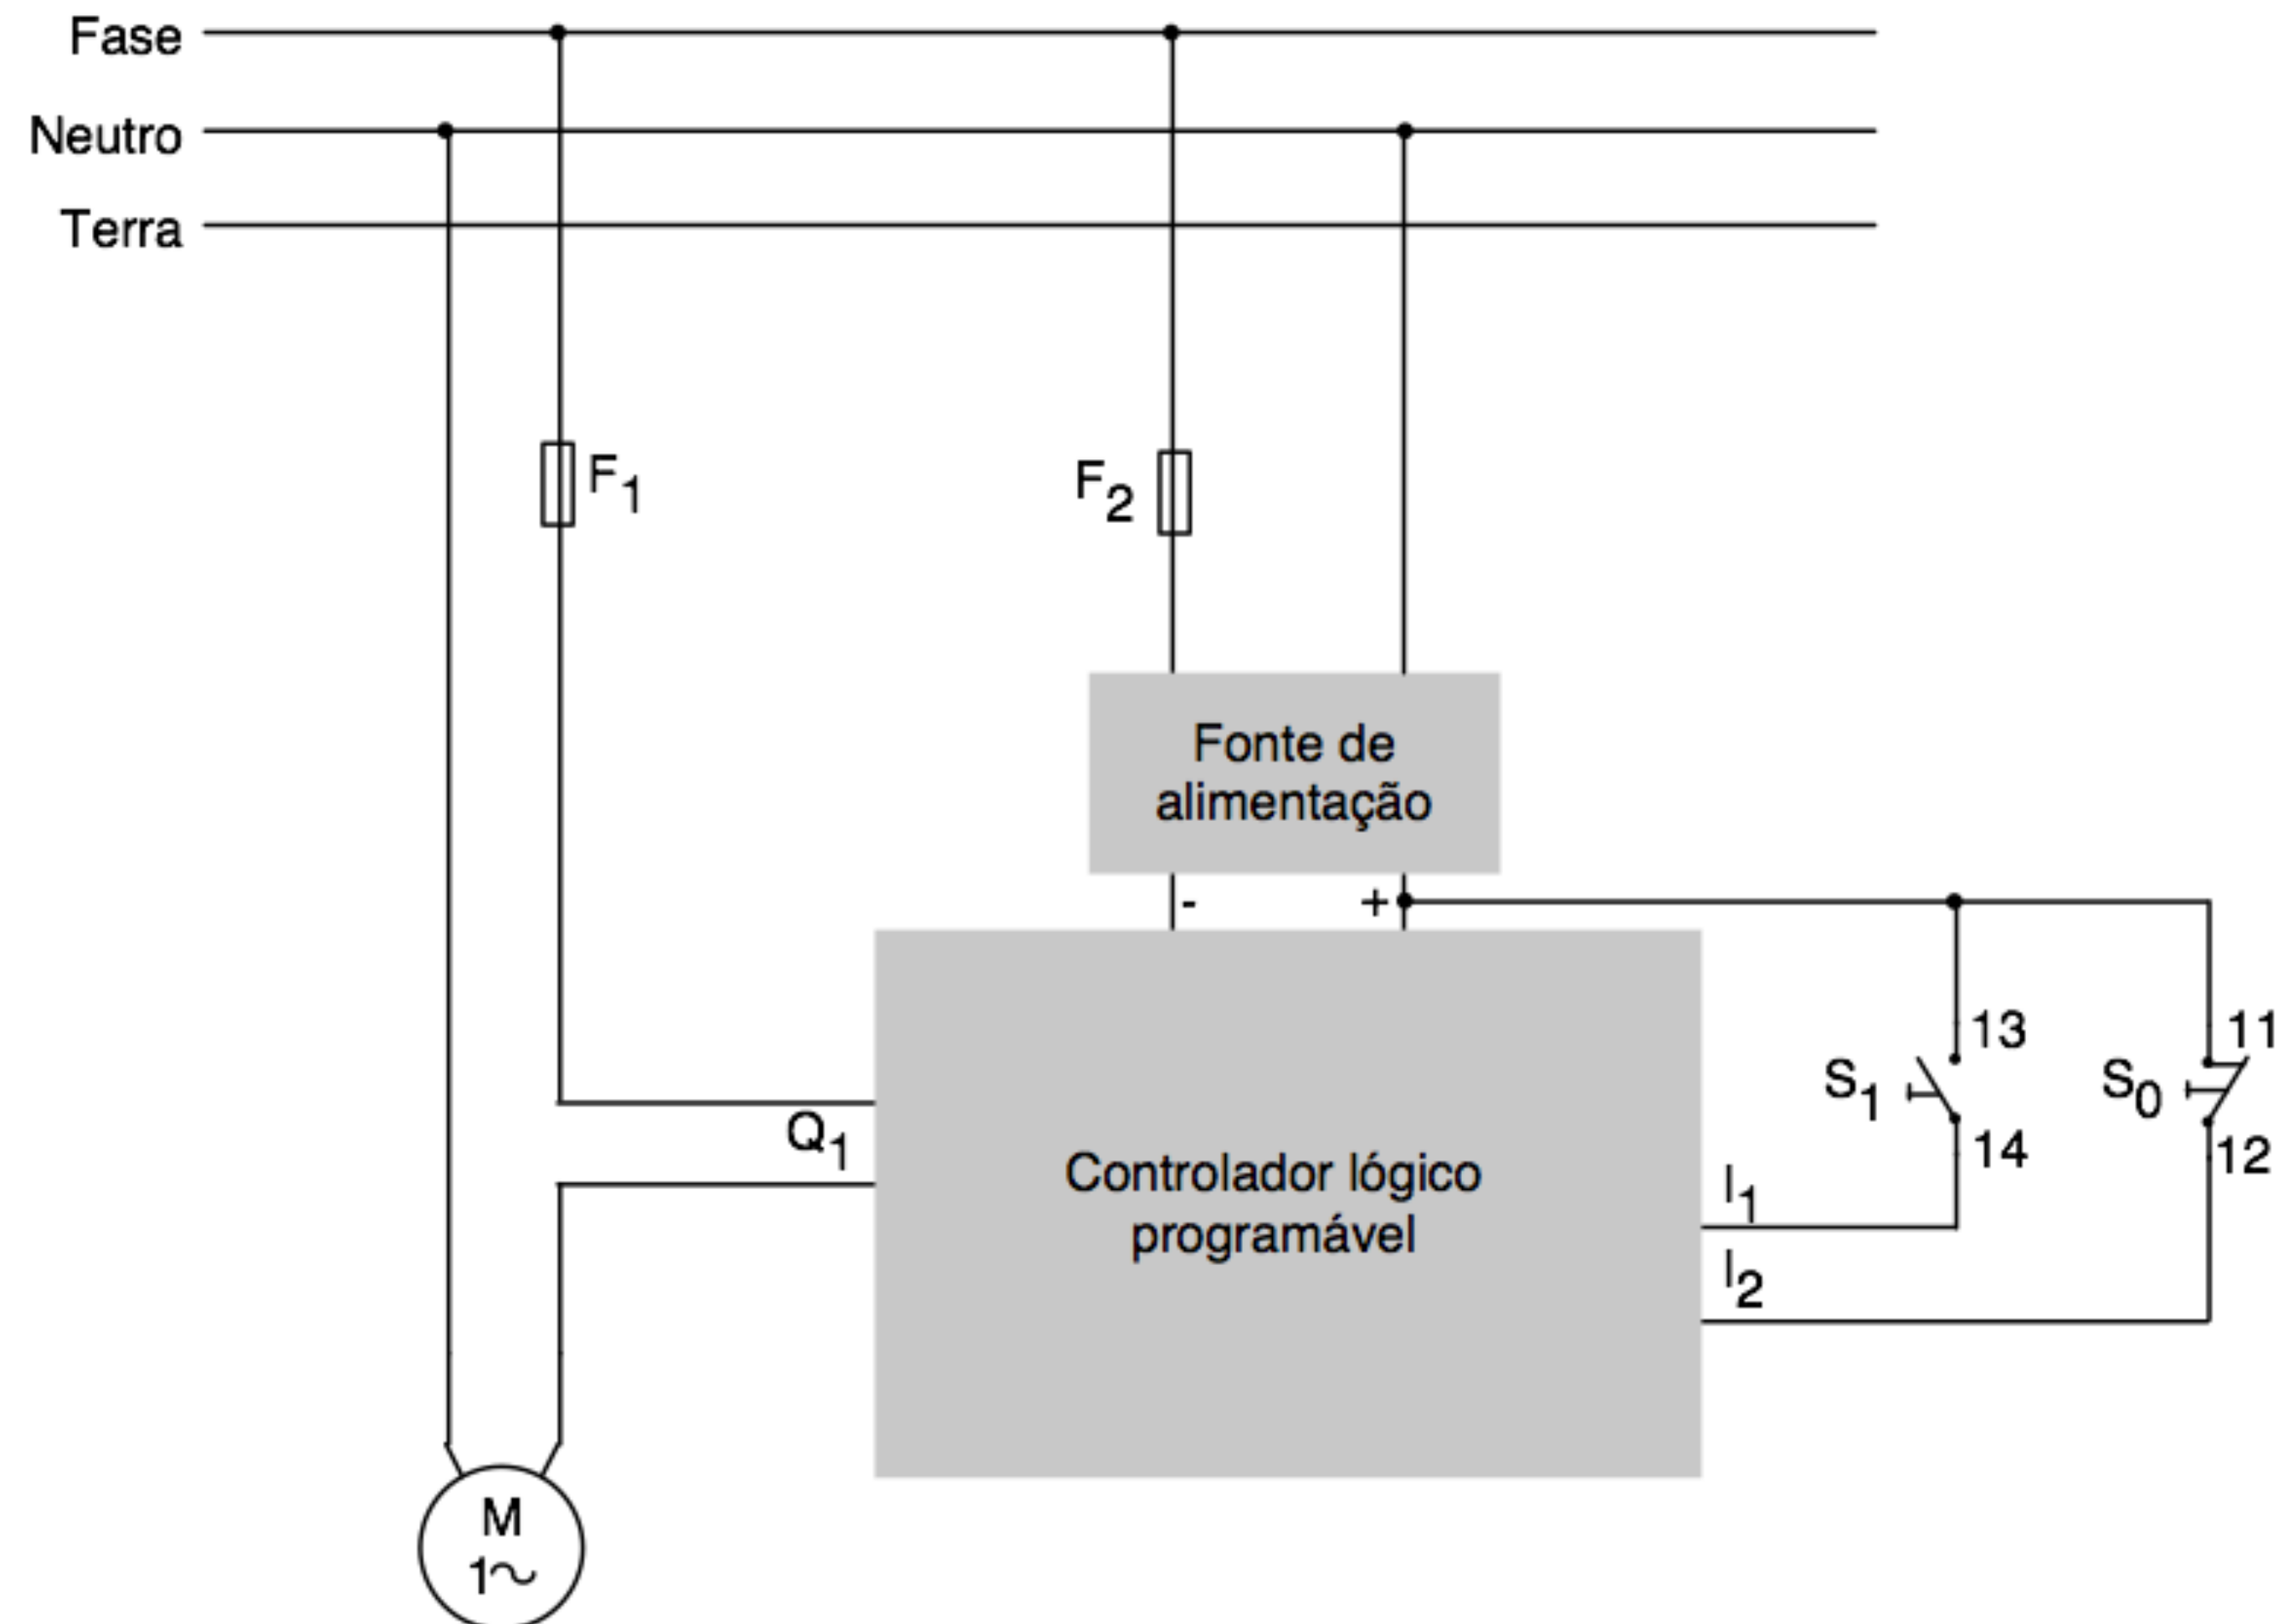 Fase
Neutro
Terra
F1
F2
Fonte de
alimentação
- +
13 11
S1 S0
Q1
14 12
Controlador lógico
programável
I1
I2
M
1~